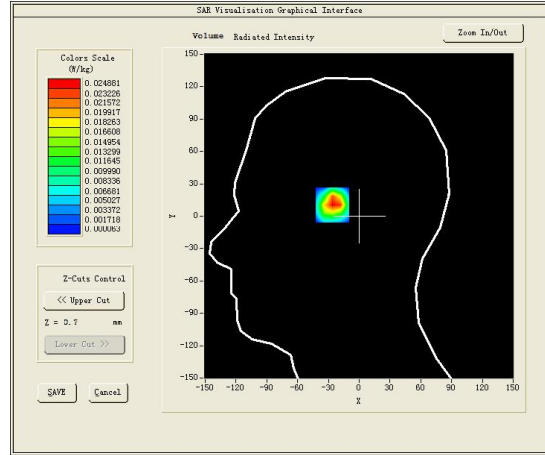 SAR Visualisation Graphical Interface
Volume Radiated Intensity
Zoom In/Out
Colors Scale
(W/kg)
0.024881
0.023226
0.021572
0.019917
0.018263
0.016608
0.014954
0.013299
0.011645
0.009990
0.008336
0.006681
0.005027
0.003372
0.001718
0.000063
Z-Cuts Control
<< Upper Cut
Z = 0.7 mm
Lower Cut >>
SAVE Cancel
150
120
90
60
30
0
-30
-60
-90
-120
-150
Y
-150 -120 -90 -60 -30 0 30 60 90 120 150
X